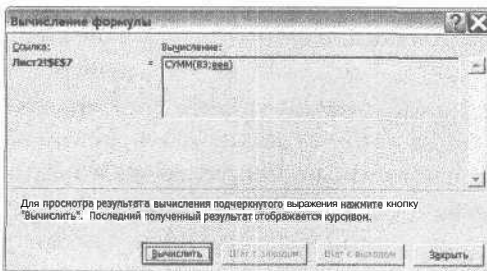 Вычисление формулы
Ссылка:
Вычисление:
Лист2!$E$7 = СУММ(B3;ввв)
Для просмотра результата вычисления подчеркнутого выражения нажмите кнопку
"Вычислить". Последний полученный результат отображается курсивом.
Вычислить
Шаг с заходом
Шаг с выходом
Закрыть